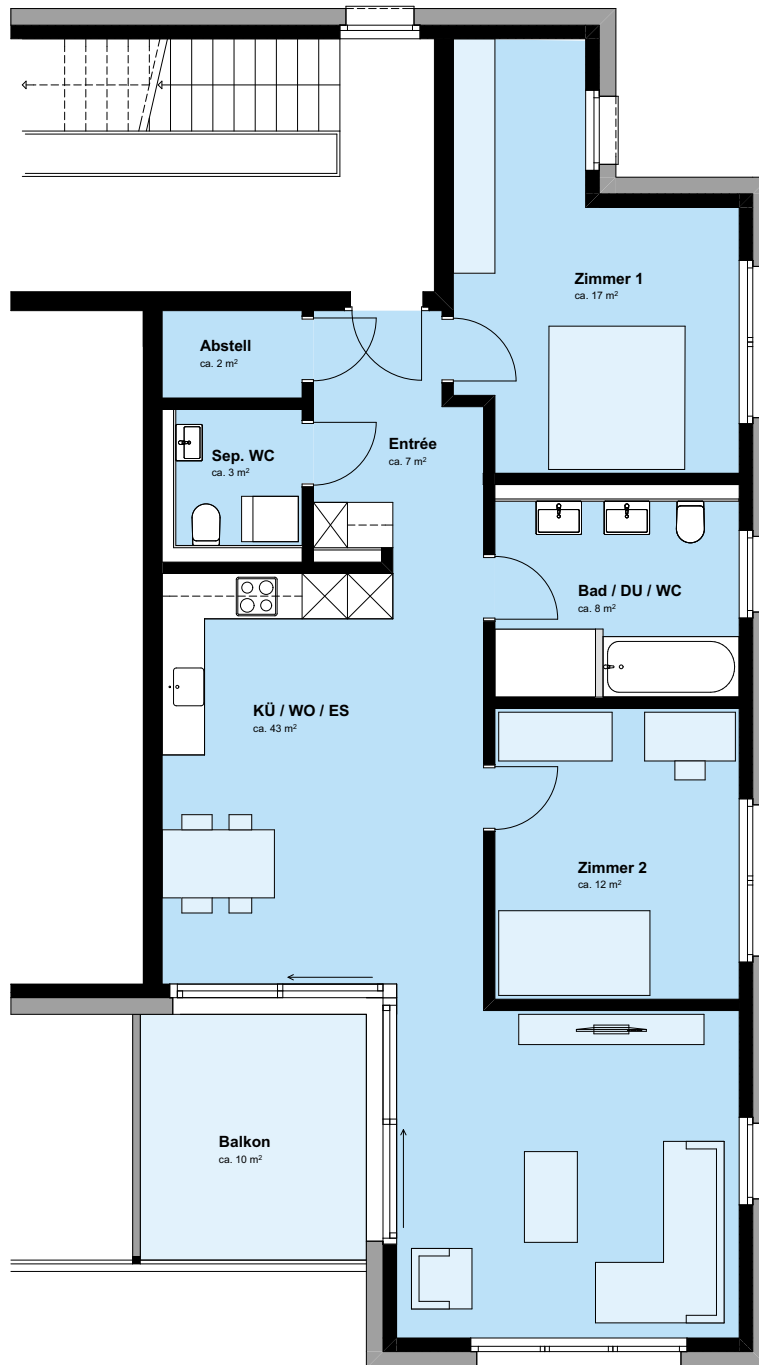 Zimmer 1
ca. 17 m²
Abstell
ca. 2 m²
Entrée
ca. 7 m²
Sep. WC
ca. 3 m²
Bad / DU / WC
ca. 8 m²
KÜ / WO / ES
ca. 43 m²
Zimmer 2
ca. 12 m²
Balkon
ca. 10 m²